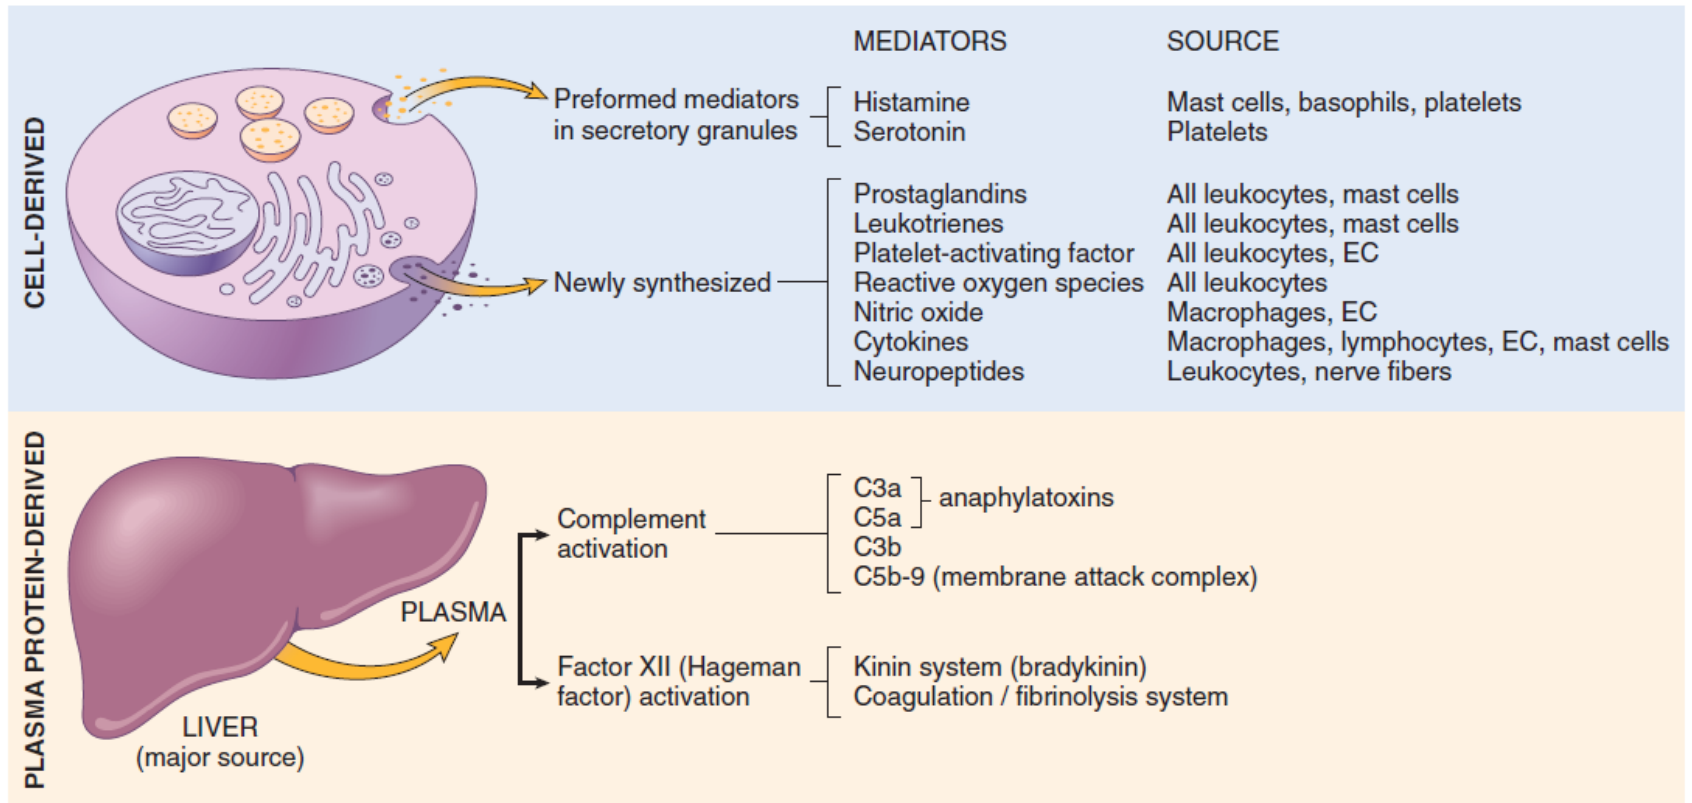 MEDIATORS
SOURCE
CELL-DERIVED
Preformed mediators
in secretory granules
Histamine
Mast cells, basophils, platelets
Serotonin
Platelets
Newly synthesized
Prostaglandins
All leukocytes, mast cells
Leukotrienes
All leukocytes, mast cells
Platelet-activating factor
All leukocytes, EC
Reactive oxygen species
All leukocytes
Nitric oxide
Macrophages, EC
Cytokines
Macrophages, lymphocytes, EC, mast cells
Neuropeptides
Leukocytes, nerve fibers
PLASMA PROTEIN-DERIVED
LIVER
(major source)
PLASMA
Complement
activation
C3a
C5a
anaphylatoxins
C3b
C5b-9 (membrane attack complex)
Factor XII (Hageman
factor) activation
Kinin system (bradykinin)
Coagulation / fibrinolysis system